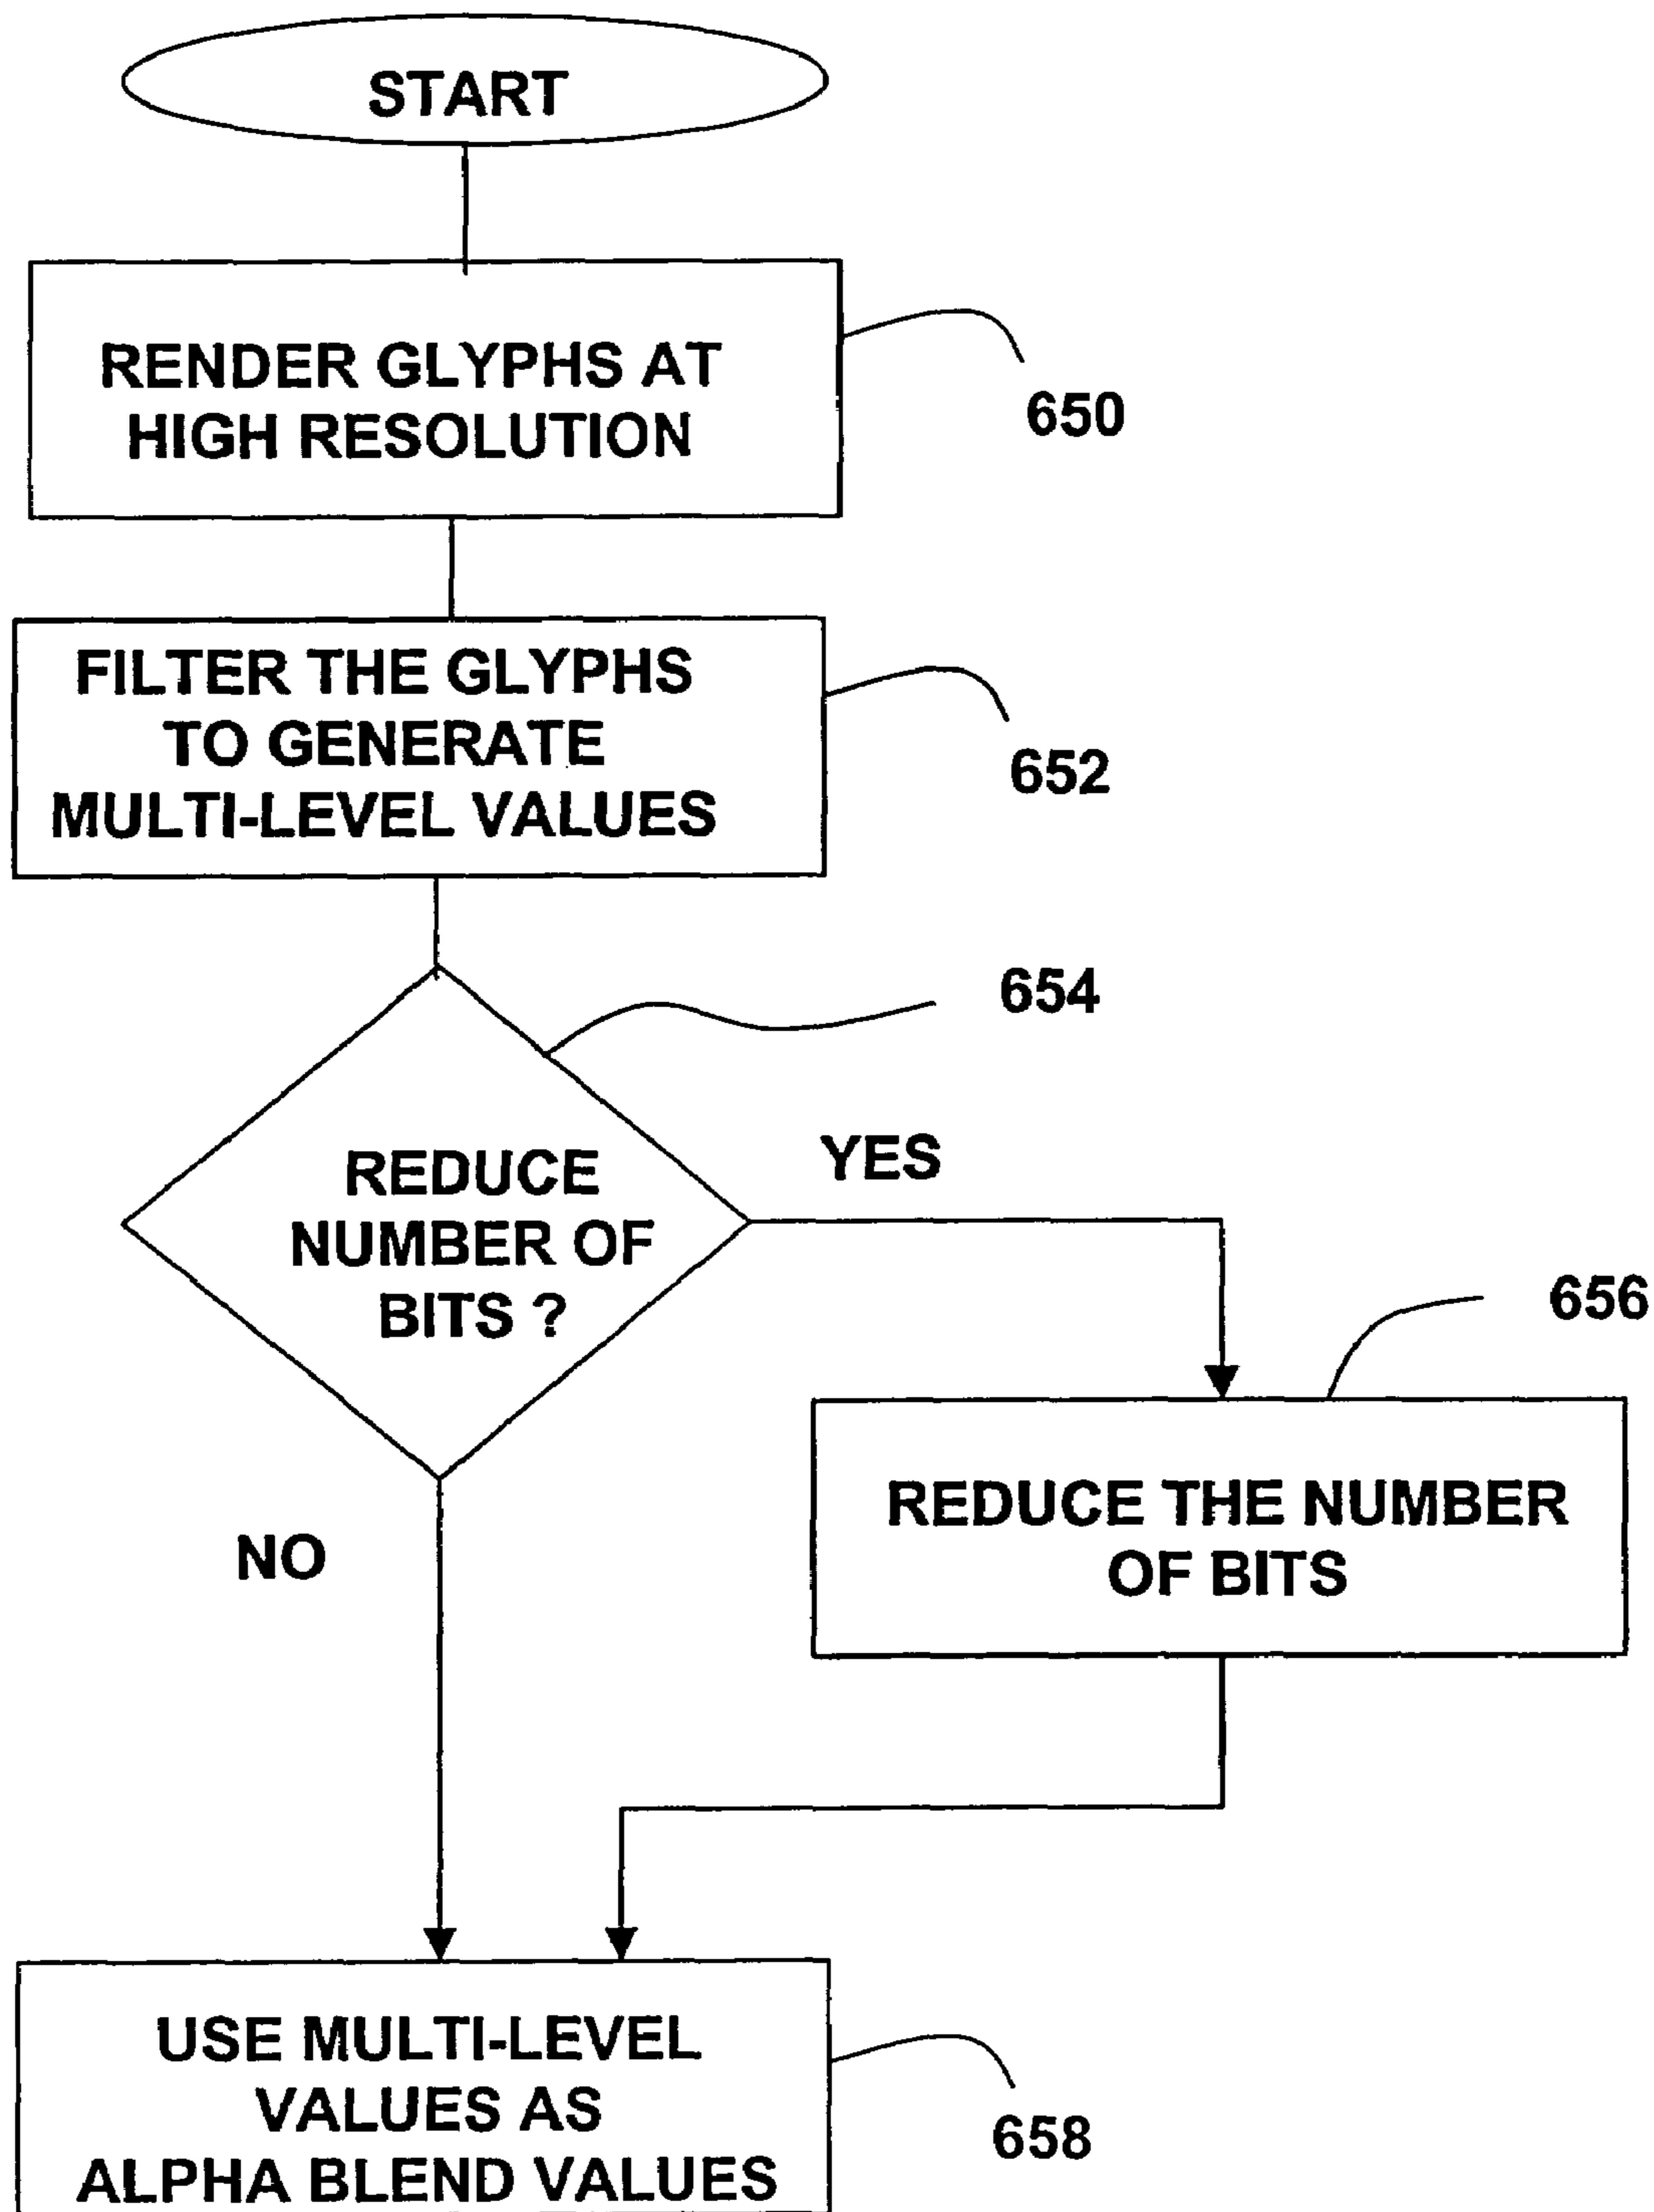 START
RENDER GLYPHS AT
HIGH RESOLUTION
650
FILTER THE GLYPHS
TO GENERATE
MULTI-LEVEL VALUES
652
654
REDUCE
NUMBER OF
BITS ?
YES
656
REDUCE THE NUMBER
OF BITS
NO
USE MULTI-LEVEL
VALUES AS
ALPHA BLEND VALUES
658